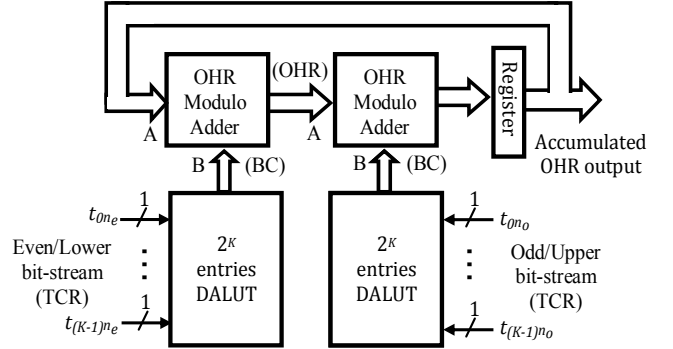 OHR
Modulo
Adder
(OHR)
OHR
Modulo
Adder
Register
A
A
Accumulated
OHR output
B
(BC)
B
(BC)
t0ne
1
Even/Lower
bit-stream
(TCR)
t(K-1)ne
1
2K
entries
DALUT
2K
entries
DALUT
1
t0no
Odd/Upper
bit-stream
(TCR)
1
t(K-1)no